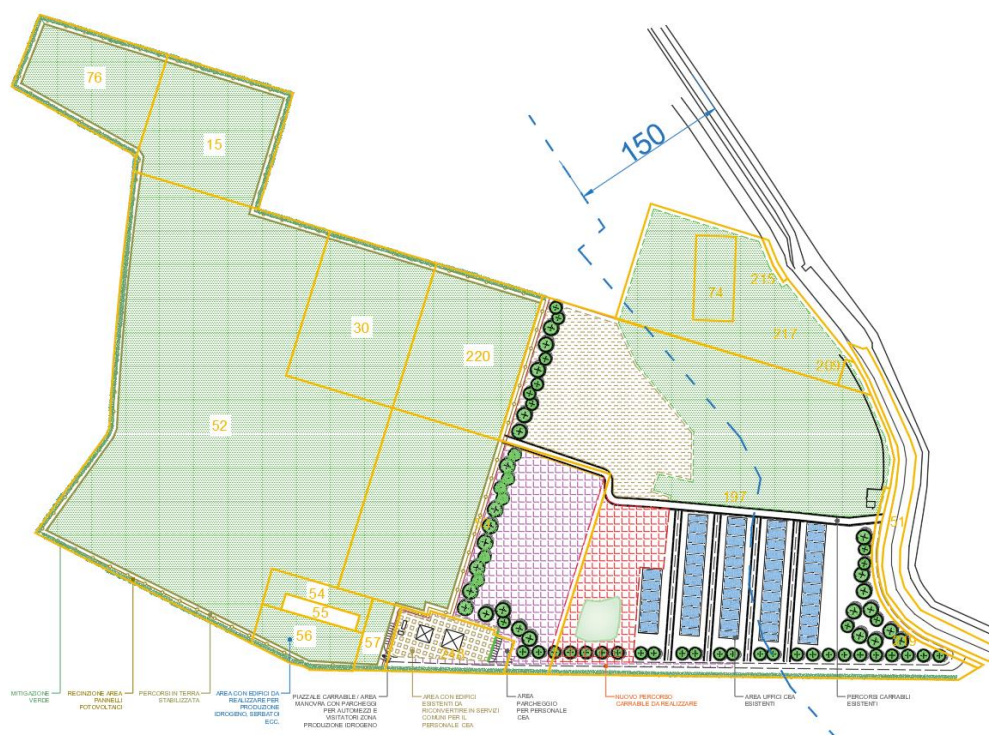 76
15
150
74
215
217
209
30
220
52
197
51
54
55
56
57
MITIGAZIONE
VERDE
RECINZIONE AREA
PANNELLI
FOTOVOLTAICI
PERCORSI IN TERRA
STABILIZZATA
AREA CON EDIFICI DA
REALIZZARE PER
PRODUZIONE
IDROGENO, SERBATOI
ECC.
PIAZZALE CARRABILE / AREA
MANOVRA CON PARCHEGGI
PER AUTOMEZZI E
VISITATORI ZONA
PRODUZIONE IDROGENO
AREA CON EDIFICI
ESISTENTI DA
RICONVERTIRE IN SERVIZI
COMUNI PER IL
PERSONALE CEA
AREA
PARCHEGGIO
PER PERSONALE
CEA
NUOVO PERCORSO
CARRABILE DA REALIZZARE
AREA UFFICI CEA
ESISTENTI
PERCORSI CARRABILI
ESISTENTI